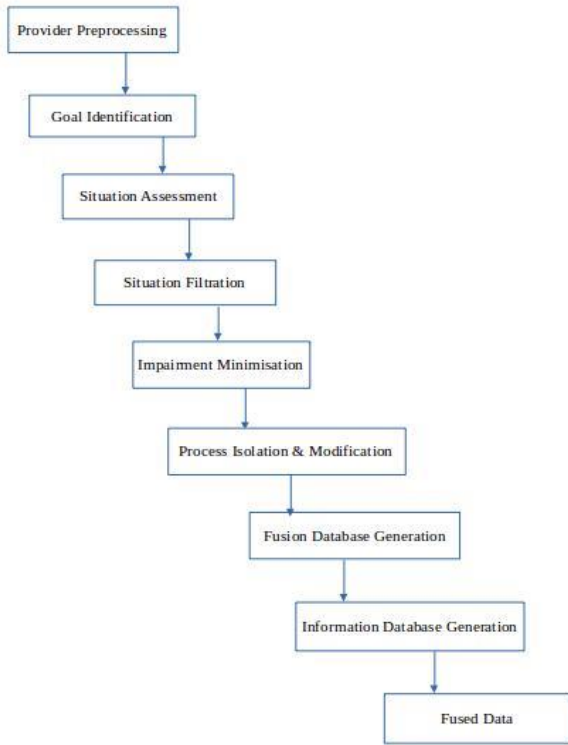 Provider Preprocessing
Goal Identification
Situation Assessment
Situation Filtration
Impairment Minimisation
Process Isolation & Modification
Fusion Database Generation
Information Database Generation
Fused Data